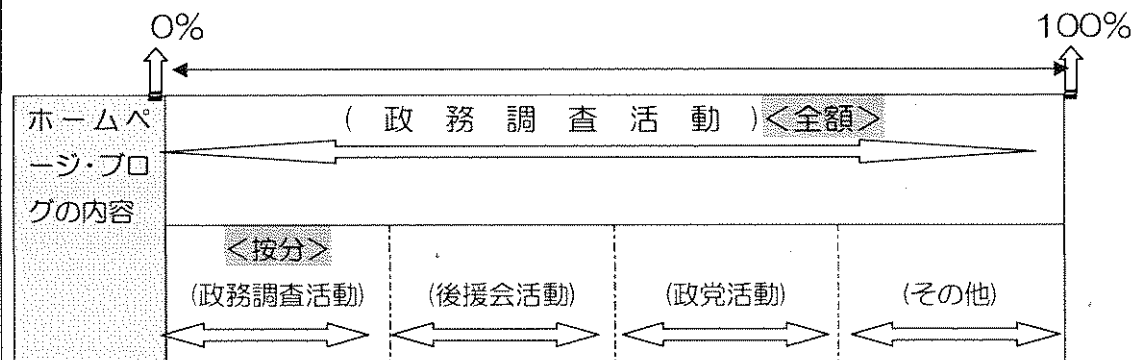 0% 100%
ホームペ
ージ・ブロ
グの内容
(政務調査活動)<全額>
<按分>
(政務調査活動) (後援会活動) (政党活動) (その他)